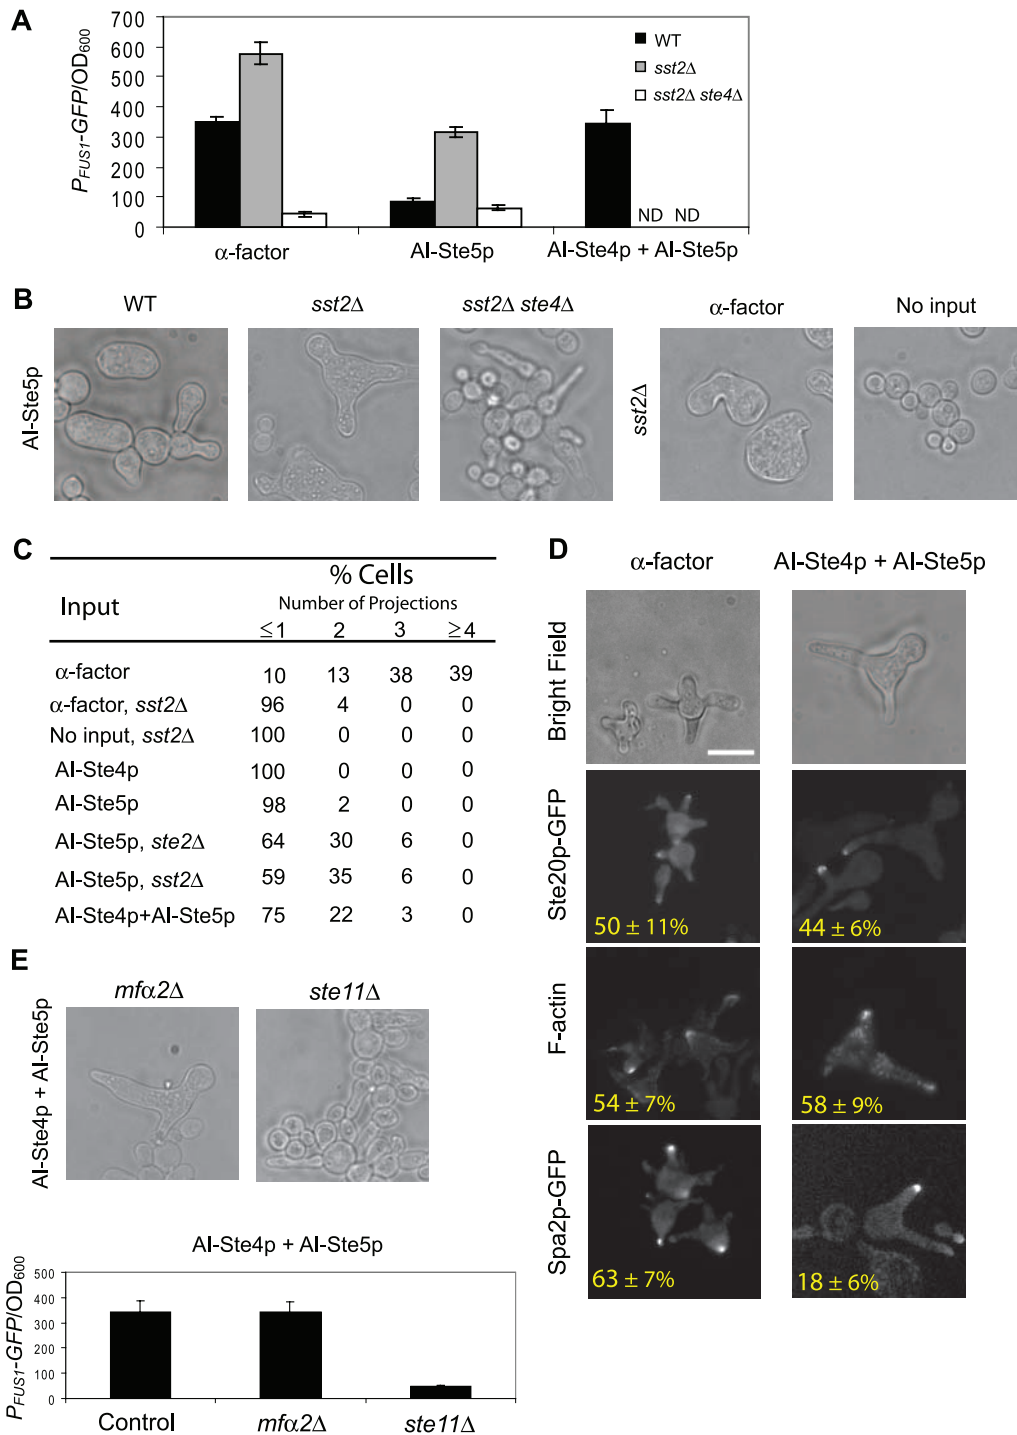 A
P_FUS1-GFP/OD600
700
600
500
400
300
200
100
0
WT
sst2Δ
sst2Δ ste4Δ
ND ND
α-factor AI-Ste5p AI-Ste4p + AI-Ste5p
B
WT sst2Δ sst2Δ ste4Δ α-factor No input
AI-Ste5p
sst2Δ
C
% Cells
Input Number of Projections
≤1 2 3 ≥4
α-factor 10 13 38 39
α-factor, sst2Δ 96 4 0 0
No input, sst2Δ 100 0 0 0
AI-Ste4p 100 0 0 0
AI-Ste5p 98 2 0 0
AI-Ste5p, ste2Δ 64 30 6 0
AI-Ste5p, sst2Δ 59 35 6 0
AI-Ste4p+AI-Ste5p 75 22 3 0
D
α-factor AI-Ste4p + AI-Ste5p
Bright Field
Ste20p-GFP
50 ± 11% 44 ± 6%
F-actin
54 ± 7% 58 ± 9%
Spa2p-GFP
63 ± 7% 18 ± 6%
E
mfα2Δ ste11Δ
AI-Ste4p + AI-Ste5p
AI-Ste4p + AI-Ste5p
P_FUS1-GFP/OD600
500
400
300
200
100
0
Control mfα2Δ ste11Δ